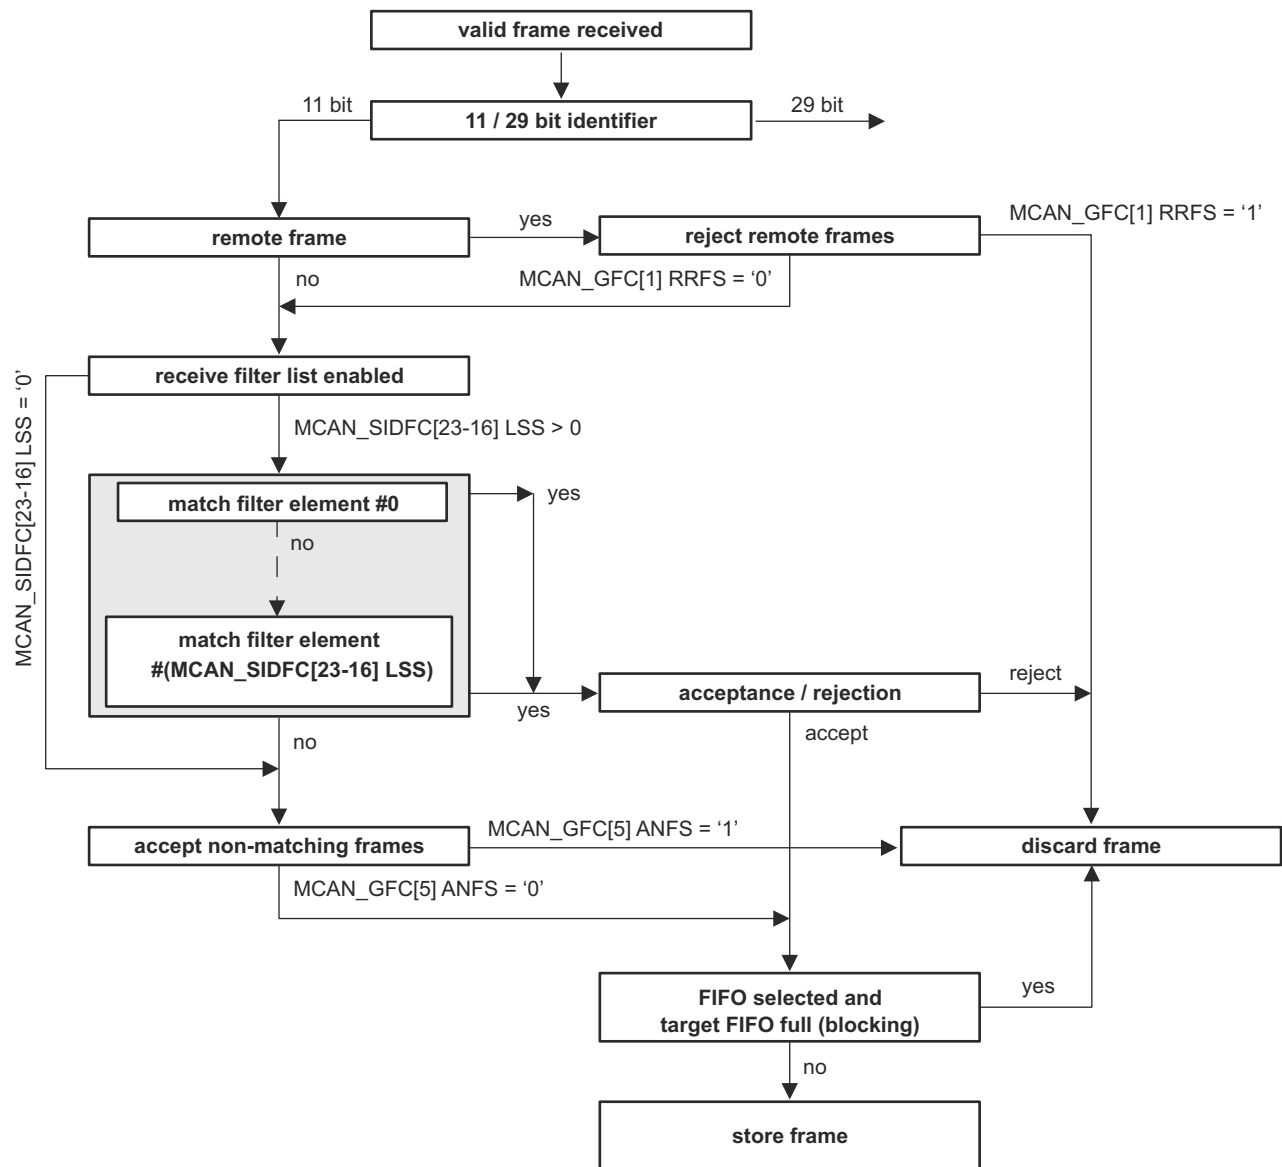 valid frame received
11 bit
11 / 29 bit identifier
29 bit
remote frame
yes
reject remote frames
MCAN_GFC[1] RRFS = ‘1’
no
MCAN_GFC[1] RRFS = ‘0’
receive filter list enabled
MCAN_SIDFC[23-16] LSS = ‘0’
MCAN_SIDFC[23-16] LSS > 0
match filter element #0
yes
no
match filter element
#(MCAN_SIDFC[23-16] LSS)
yes
acceptance / rejection
reject
no
accept
accept non-matching frames
MCAN_GFC[5] ANFS = ‘1’
discard frame
MCAN_GFC[5] ANFS = ‘0’
FIFO selected and
target FIFO full (blocking)
yes
no
store frame